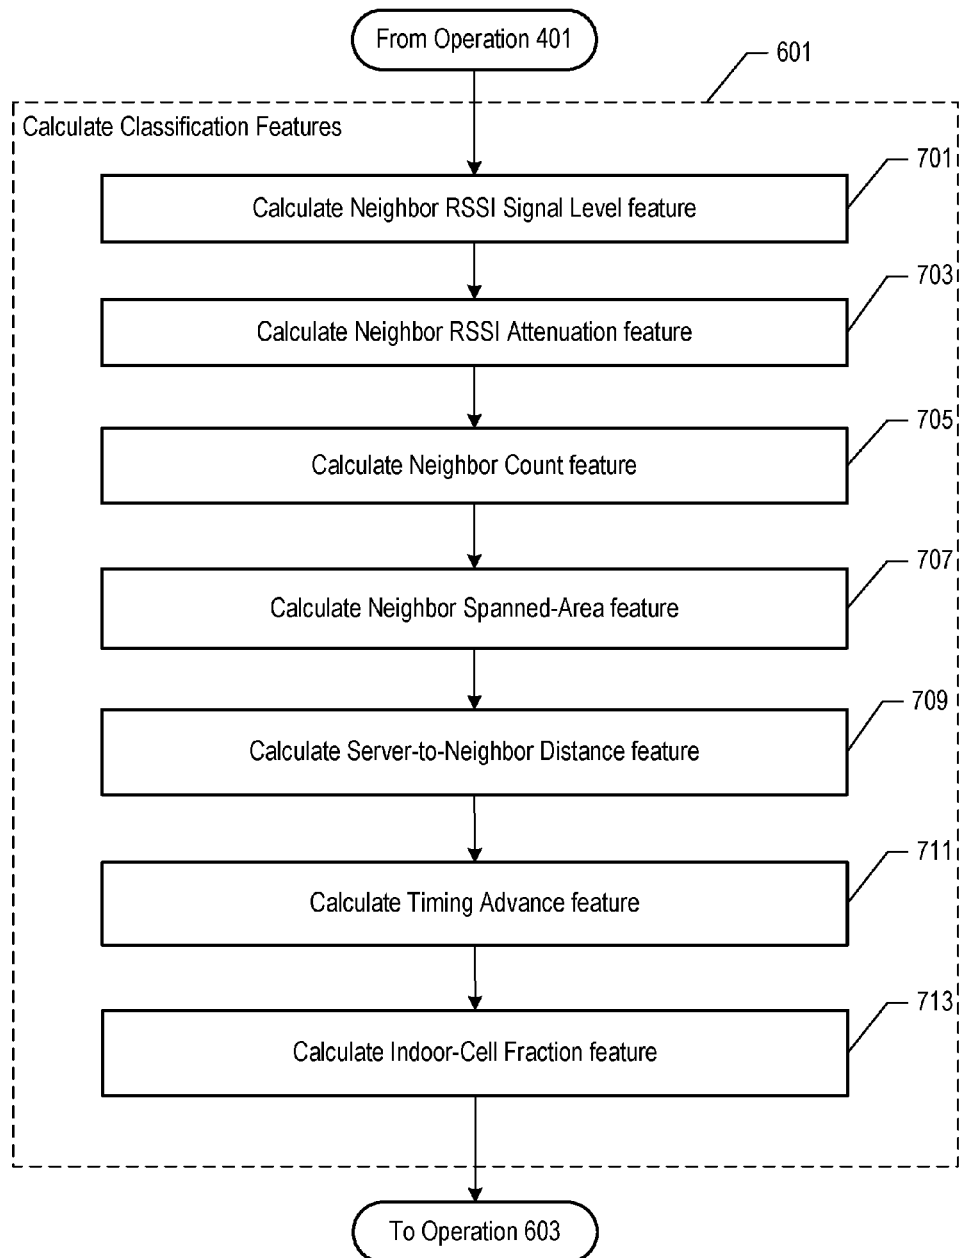 From Operation 401
601
Calculate Classification Features
701
Calculate Neighbor RSSI Signal Level feature
703
Calculate Neighbor RSSI Attenuation feature
705
Calculate Neighbor Count feature
707
Calculate Neighbor Spanned-Area feature
709
Calculate Server-to-Neighbor Distance feature
711
Calculate Timing Advance feature
713
Calculate Indoor-Cell Fraction feature
To Operation 603